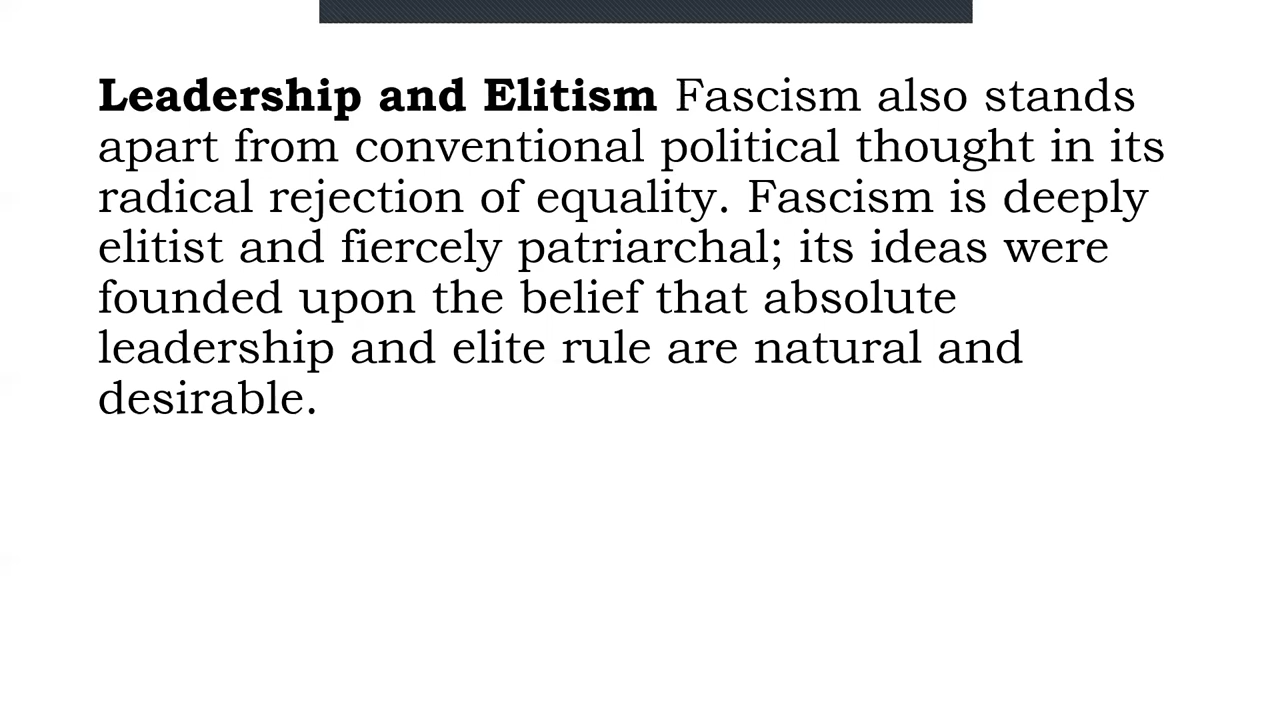 Leadership and Elitism Fascism also stands
apart from conventional political thought in its
radical rejection of equality. Fascism is deeply
elitist and fiercely patriarchal; its ideas were
founded upon the belief that absolute
leadership and elite rule are natural and
desirable.